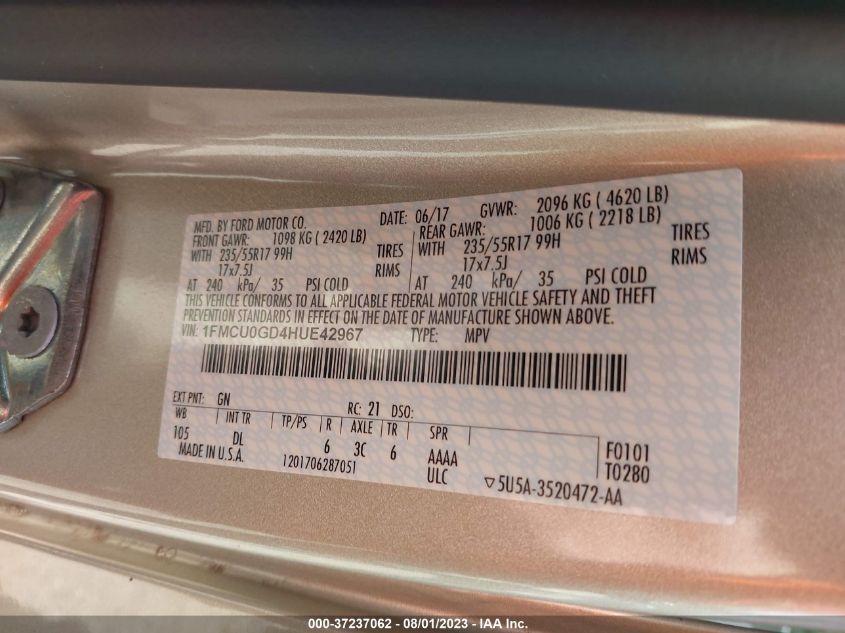 MFD. BY FORD MOTOR CO. DATE: 06/17 GVWR: 2096 KG ( 4620 LB)
FRONT GAWR: 1098 KG ( 2420 LB) REAR GAWR: 1006 KG ( 2218 LB)
WITH 235/55R17 99H TIRES WITH 235/55R17 99H TIRES
17x7.5J RIMS 17x7.5J RIMS
AT 240 kPa/ 35 PSI COLD AT 240 kPa/ 35 PSI COLD
THIS VEHICLE CONFORMS TO ALL APPLICABLE FEDERAL MOTOR VEHICLE SAFETY AND THEFT
PREVENTION STANDARDS IN EFFECT ON THE DATE OF MANUFACTURE SHOWN ABOVE.
VIN: 1FMCU0GD4HUE42967 TYPE: MPV
EXT PNT: GN RC: 21 DSO:
WB INT TR TP/PS R AXLE TR SPR
105 DL 6 3C 6 AAAA F0101
MADE IN U.S.A. 1201706287051 ULC T0280
▽5U5A-3520472-AA
000-37237062 - 08/01/2023 - IAA Inc.